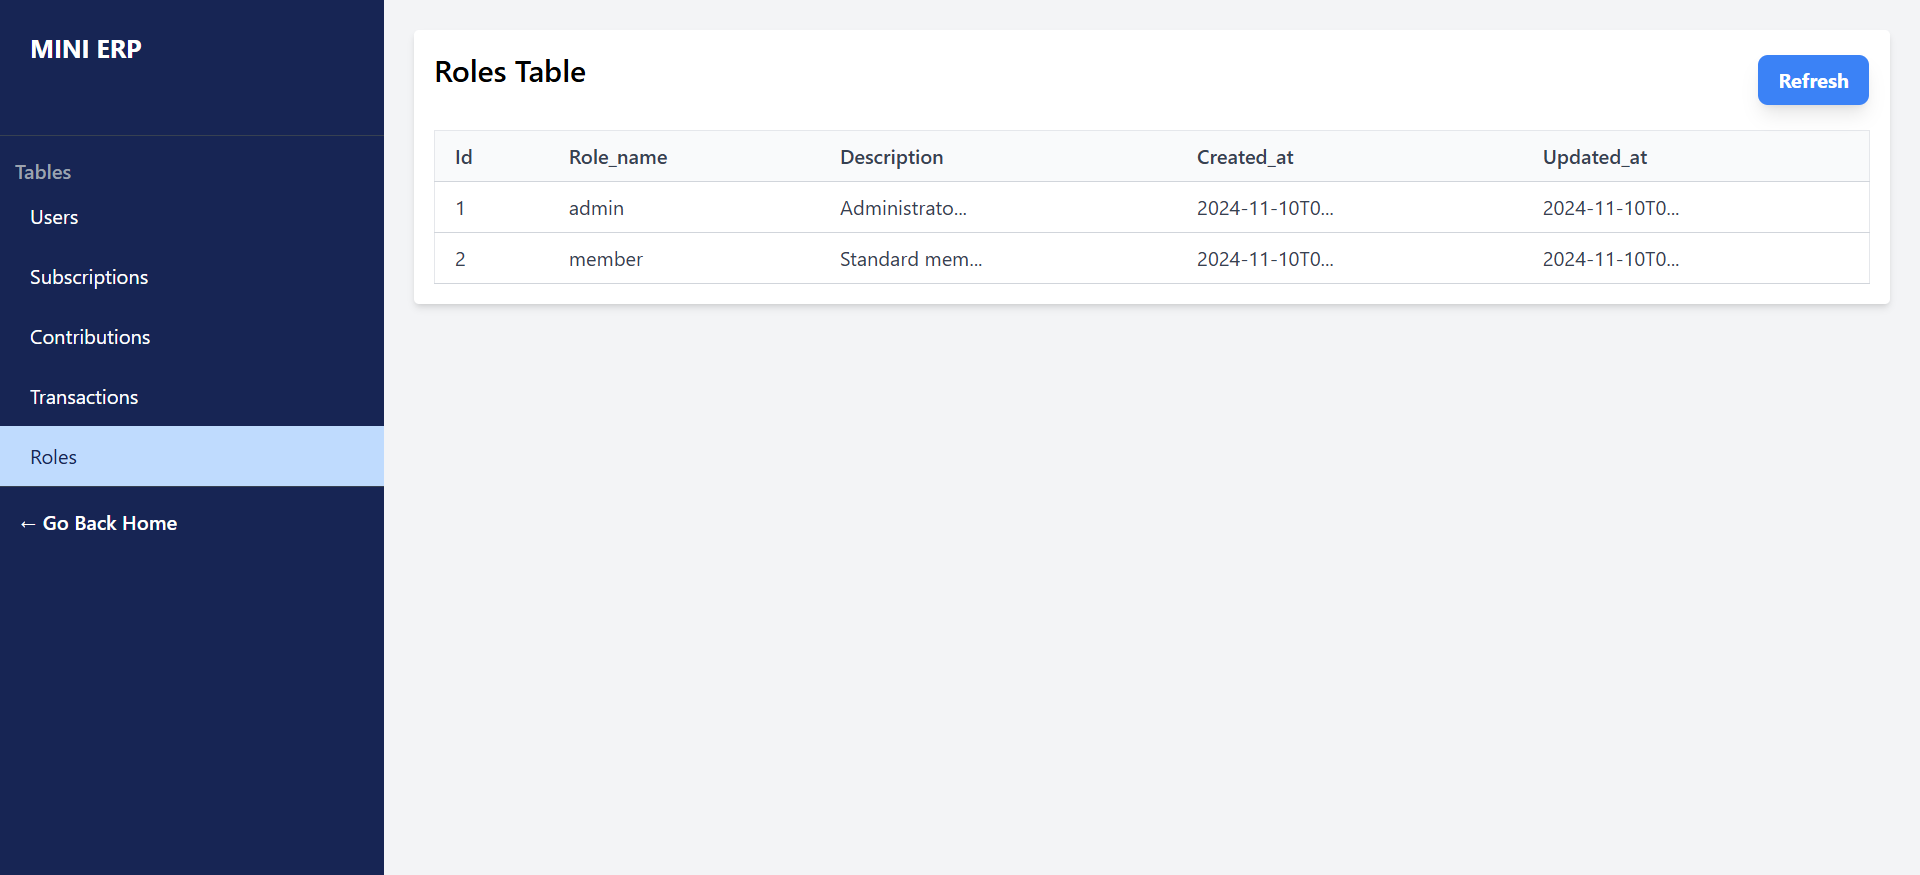 MINI ERP
Tables
Users
Subscriptions
Contributions
Transactions
Roles
← Go Back Home
Roles Table
Refresh
Id Role_name Description Created_at Updated_at
1 admin Administrato... 2024-11-10T0... 2024-11-10T0...
2 member Standard mem... 2024-11-10T0... 2024-11-10T0...